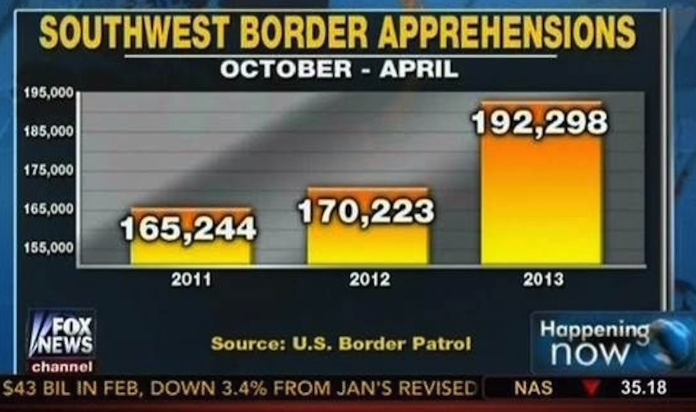 SOUTHWEST BORDER APPREHENSIONS
OCTOBER - APRIL
195,000
185,000
175,000
165,000
155,000
165,244
170,223
192,298
2011
2012
2013
FOX
NEWS
channel
Source: U.S. Border Patrol
Happening
now
$43 BIL IN FEB, DOWN 3.4% FROM JAN'S REVISED NAS 35.18